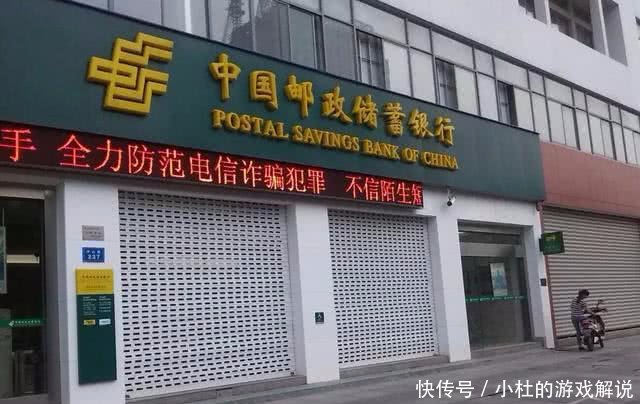 中国邮政储蓄银行
POSTAL SAVINGS BANK OF CHINA
手 全力防范电信诈骗犯罪 不信陌生短
237
快传号／小杜的游戏解说